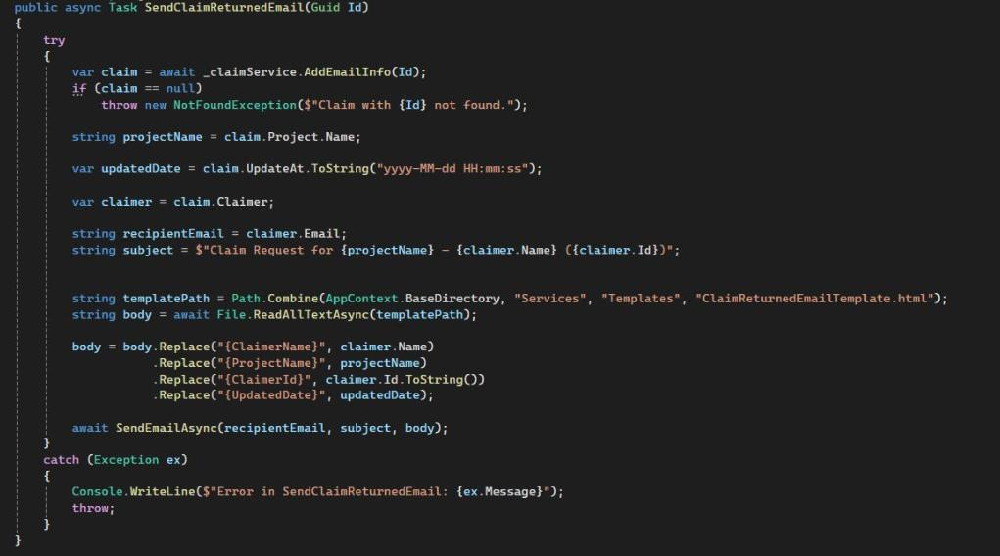 public async Task SendClaimReturnedEmail(Guid Id)
{
try
{
var claim = await _claimService.AddEmailInfo(Id);
if (claim == null)
throw new NotFoundException($"Claim with {Id} not found.");
string projectName = claim.Project.Name;
var updatedDate = claim.UpdateAt.ToString("yyyy-MM-dd HH:mm:ss");
var claimer = claim.Claimer;
string recipientEmail = claimer.Email;
string subject = $"Claim Request for {projectName} - {claimer.Name} ({claimer.Id})";
string templatePath = Path.Combine(AppContext.BaseDirectory, "Services", "Templates", "ClaimReturnedEmailTemplate.html");
string body = await File.ReadAllTextAsync(templatePath);
body = body.Replace("{ClaimerName}", claimer.Name)
.Replace("{ProjectName}", projectName)
.Replace("{ClaimerId}", claimer.Id.ToString())
.Replace("{UpdatedDate}", updatedDate);
await SendEmailAsync(recipientEmail, subject, body);
}
catch (Exception ex)
{
Console.WriteLine($"Error in SendClaimReturnedEmail: {ex.Message}");
throw;
}
}